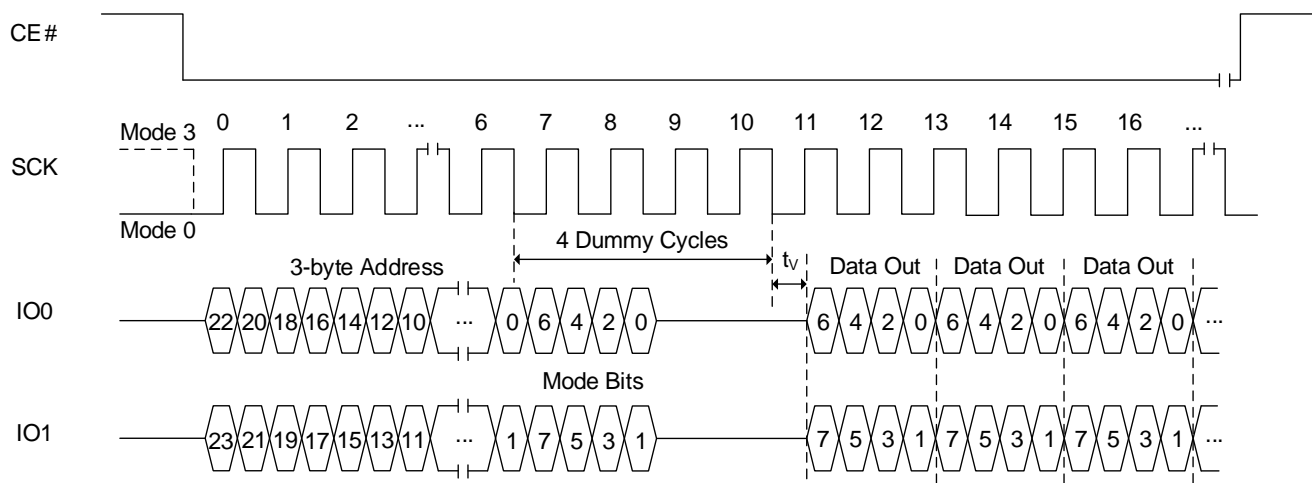 CE#
0 1 2 ... 6 7 8 9 10 11 12 13 14 15 16 ...
Mode 3
SCK
Mode 0
4 Dummy Cycles
3-byte Address
tV
Data Out Data Out Data Out
IO0
22 20 18 16 14 12 10 ... 0 6 4 2 0 6 4 2 0 6 4 2 0 6 4 2 0 ...
Mode Bits
IO1
23 21 19 17 15 13 11 ... 1 7 5 3 1 7 5 3 1 7 5 3 1 7 5 3 1 ...